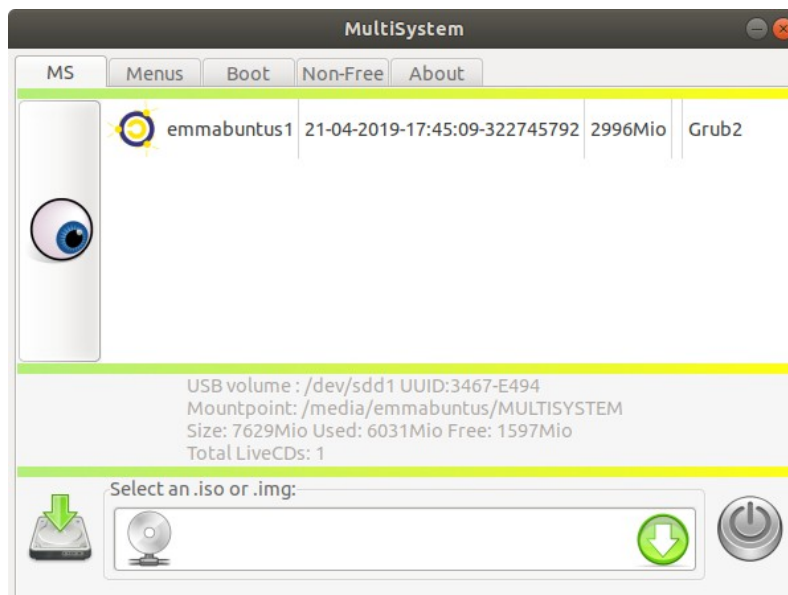 MultiSystem
MS Menus Boot Non-Free About
emmabuntus1 21-04-2019-17:45:09-322745792 2996Mio Grub2
USB volume : /dev/sdd1 UUID:3467-E494
Mountpoint: /media/emmabuntus/MULTISYSTEM
Size: 7629Mio Used: 6031Mio Free: 1597Mio
Total LiveCDs: 1
Select an .iso or .img: